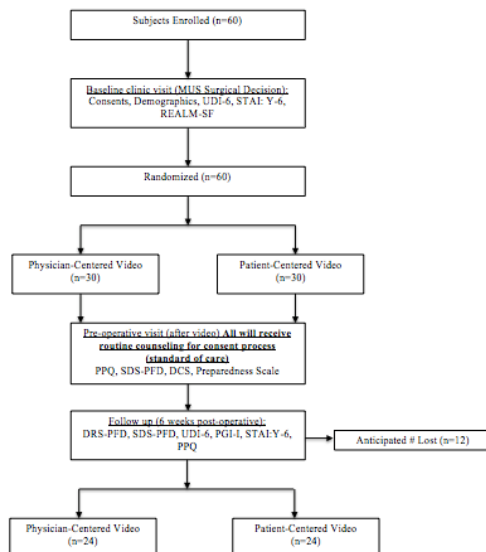 Subjects Enrolled (n=60)
Baseline clinic visit (MUS Surgical Decision):
Consents, Demographics, UDI-6, STAI: Y-6,
REALM-SF
Randomized (n=60)
Physician-Centered Video
(n=30)
Patient-Centered Video
(n=30)
Pre-operative visit (after video) All will receive
routine counseling for consent process
(standard of care)
PPQ, SDS-PFD, DCS, Preparedness Scale
Follow up (6 weeks post-operative):
DRS-PFD, SDS-PFD, UDI-6, PGI-I, STAI:Y-6,
PPQ
Anticipated # Lost (n=12)
Physician-Centered Video
(n=24)
Patient-Centered Video
(n=24)